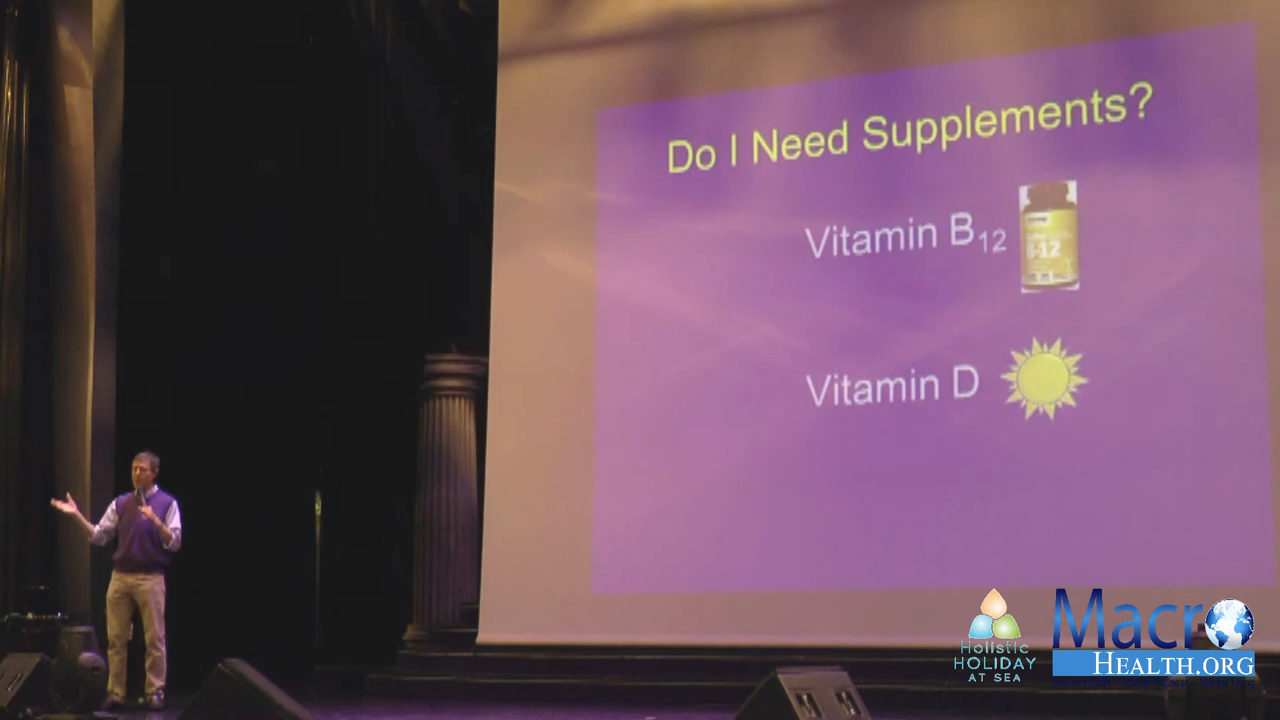 Do I Need Supplements?
Vitamin B12
B-12
Vitamin D
Holistic
HOLIDAY
AT SEA
Macro
HEALTH.ORG